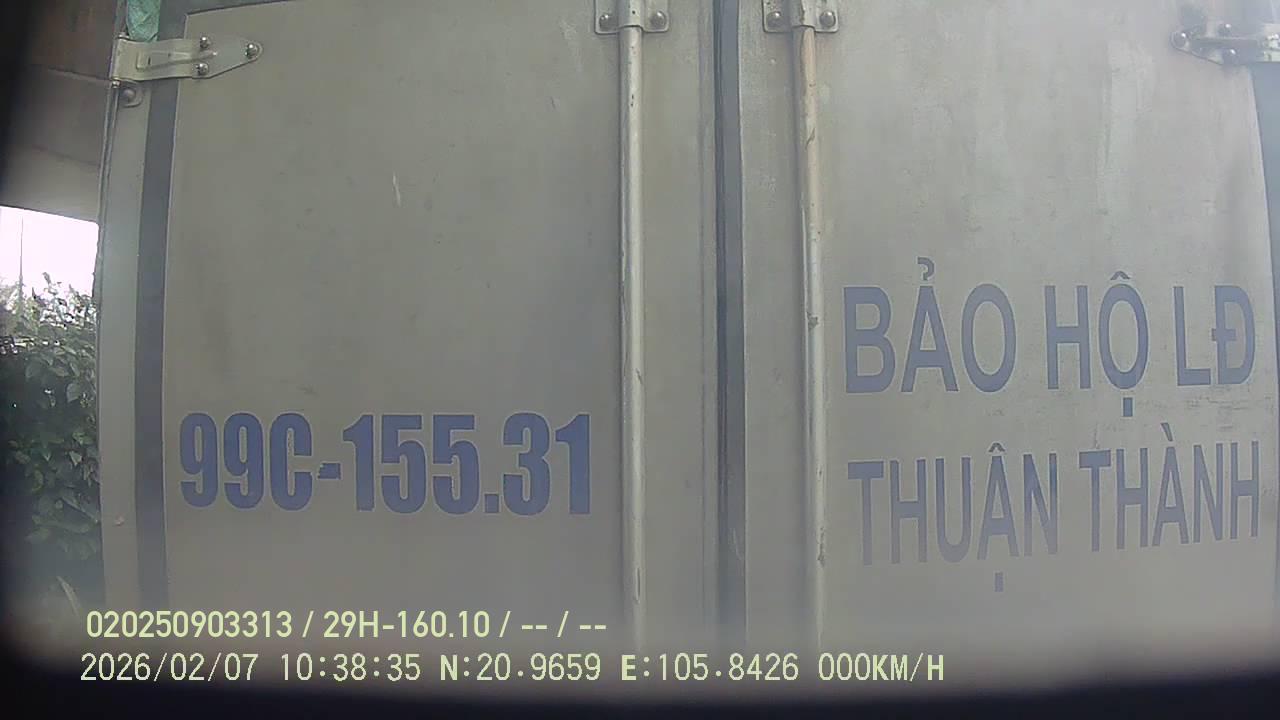 BẢO HỘ LĐ
THUẬN THÀNH
99C-155.31
020250903313 / 29H-160.10 / -- / --
2026/02/07 10:38:35 N:20.9659 E:105.8426 000KM/H